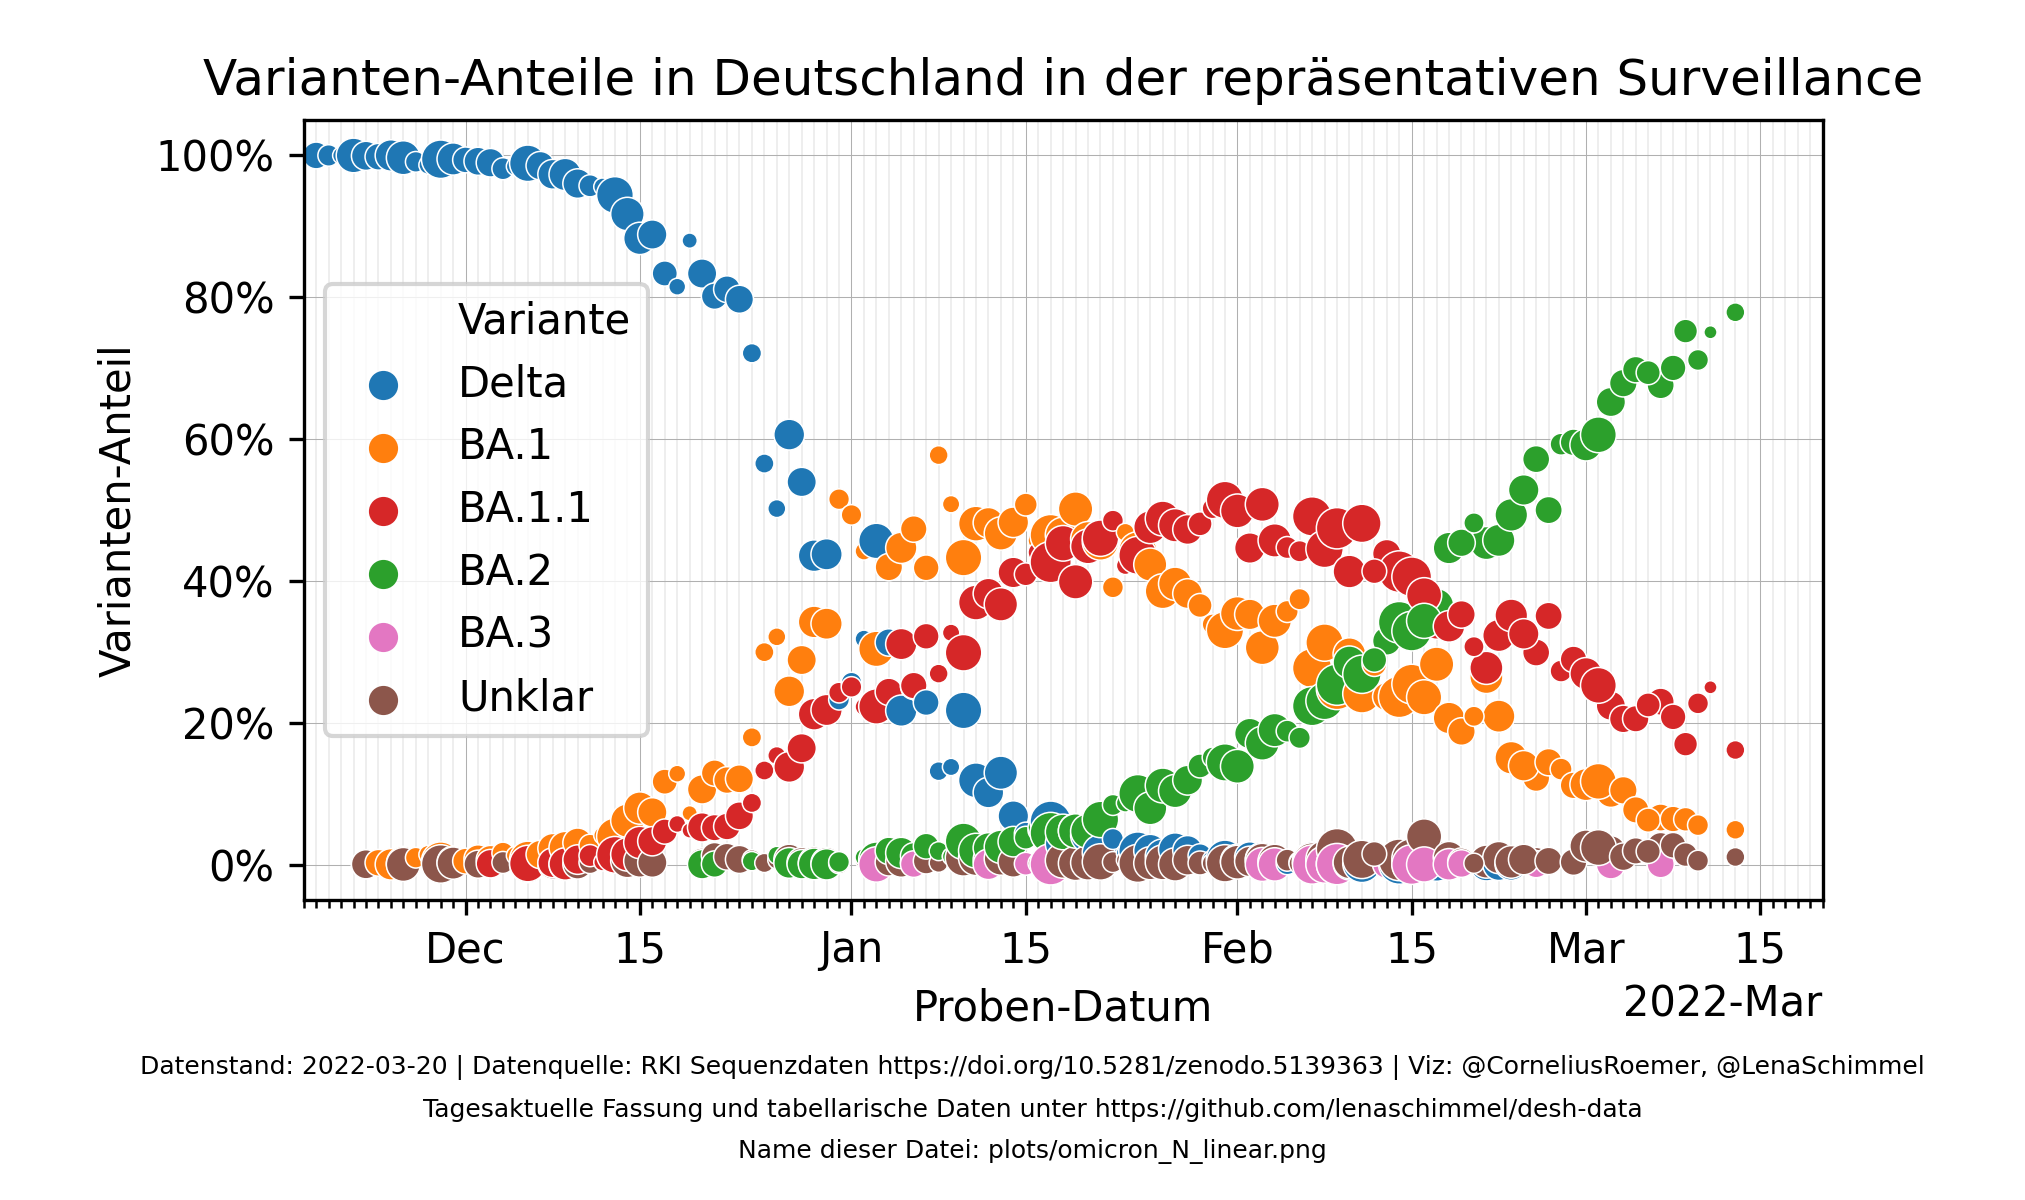 Varianten-Anteile in Deutschland in der repräsentativen Surveillance
100%
80%
60%
40%
20%
0%
Varianten-Anteil
Variante
Delta
BA.1
BA.1.1
BA.2
BA.3
Unklar
Dec 15 Jan 15 Feb 15 Mar 15
2022-Mar
Proben-Datum
Datenstand: 2022-03-20 | Datenquelle: RKI Sequenzdaten https://doi.org/10.5281/zenodo.5139363 | Viz: @CorneliusRoemer, @LenaSchimmel
Tagesaktuelle Fassung und tabellarische Daten unter https://github.com/lenaschimmel/desh-data
Name dieser Datei: plots/omicron_N_linear.png